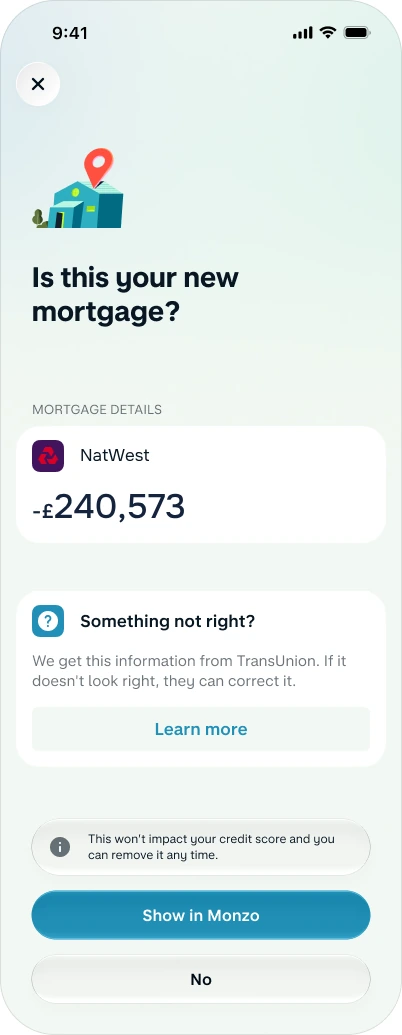 9:41
Is this your new
mortgage?
MORTGAGE DETAILS
NatWest
-£240,573
Something not right?
We get this information from TransUnion. If it
doesn't look right, they can correct it.
Learn more
This won't impact your credit score and you
can remove it any time.
Show in Monzo
No